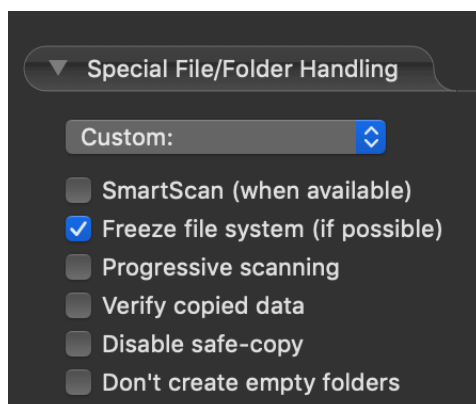 Special File/Folder Handling
Custom:
SmartScan (when available)
Freeze file system (if possible)
Progressive scanning
Verify copied data
Disable safe-copy
Don't create empty folders